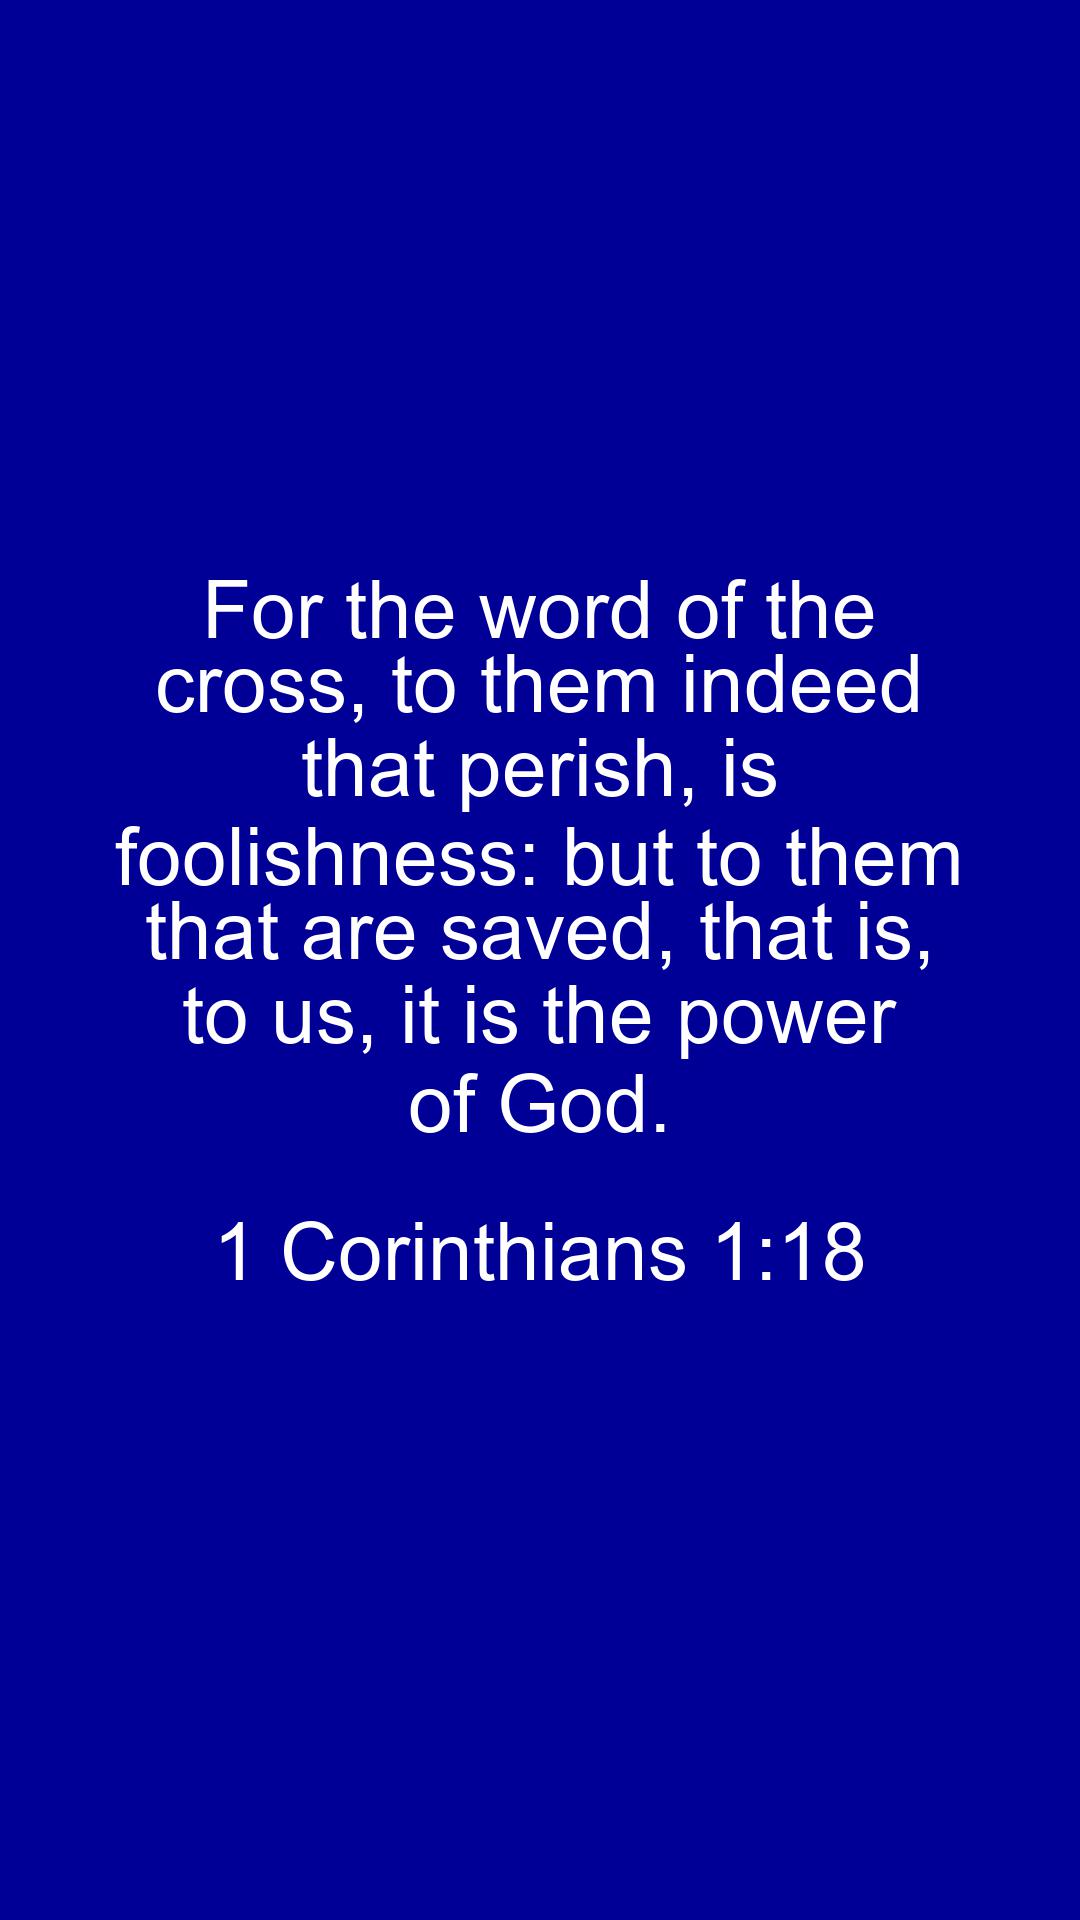 For the word of the
cross, to them indeed
that perish, is
foolishness: but to them
that are saved, that is,
to us, it is the power
of God.
1 Corinthians 1:18